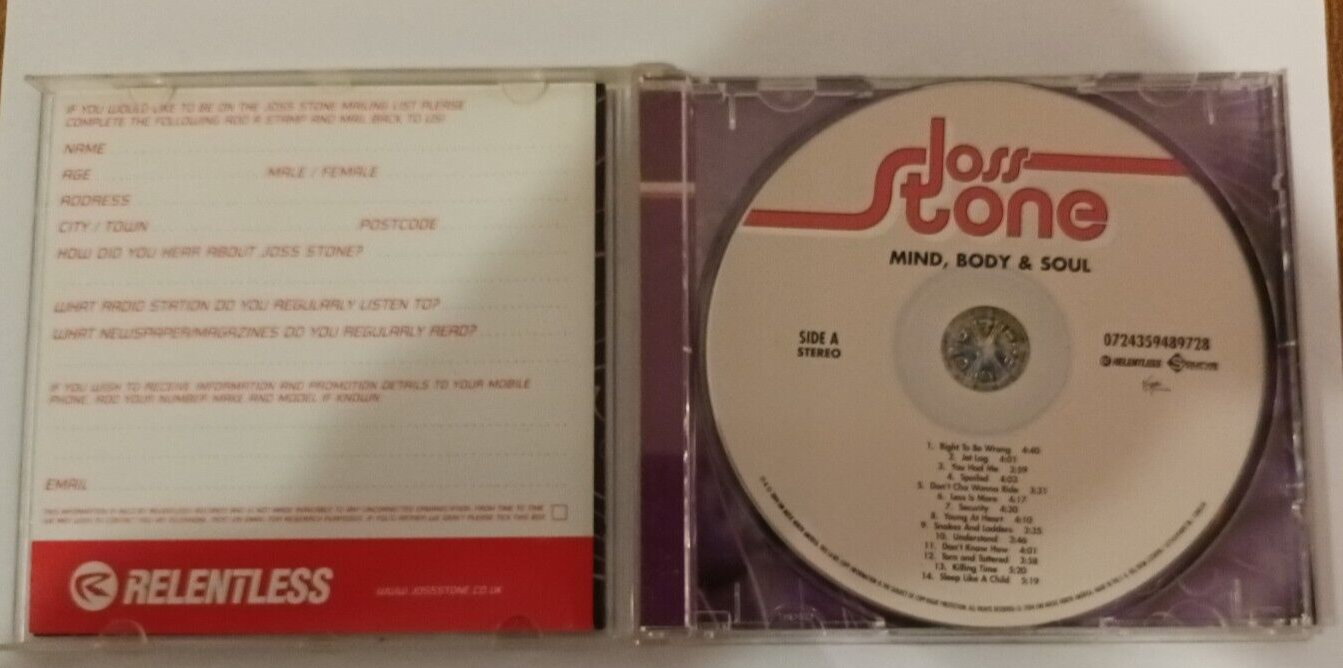 IF YOU WOULD LIKE TO BE ON THE JOSS STONE MAILING LIST PLEASE
COMPLETE THE FOLLOWING ADD A STAMP AND MAIL BACK TO US!
NAME
AGE MALE / FEMALE
ADDRESS
CITY / TOWN POSTCODE
HOW DID YOU HEAR ABOUT JOSS STONE?
WHAT RADIO STATION DO YOU REGULARLY LISTEN TO?
WHAT NEWSPAPER/MAGAZINES DO YOU REGULARLY READ?
IF YOU WISH TO RECEIVE INFORMATION AND PROMOTION DETAILS TO YOUR MOBILE
PHONE, ADD YOUR NUMBER MAKE AND MODEL IF KNOWN
EMAIL
RELENTLESS
WWW.JOSSSTONE.CO.UK
Joss
Stone
MIND, BODY & SOUL
SIDE A
STEREO
0724359489728
RELENTLESS S-CURVE
Virgin
1. Right To Be Wrong 4:40
2. Jet Lag 4:01
3. You Had Me 3:59
4. Spoiled 4:03
5. Don't Cha Wanna Ride 3:31
6. Less Is More 4:17
7. Security 4:30
8. Young At Heart 4:10
9. Snakes And Ladders 3:35
10. Understand 3:46
11. Don't Know How 4:01
12. Torn and Tattered 3:58
13. Killing Time 5:20
14. Sleep Like A Child 5:19